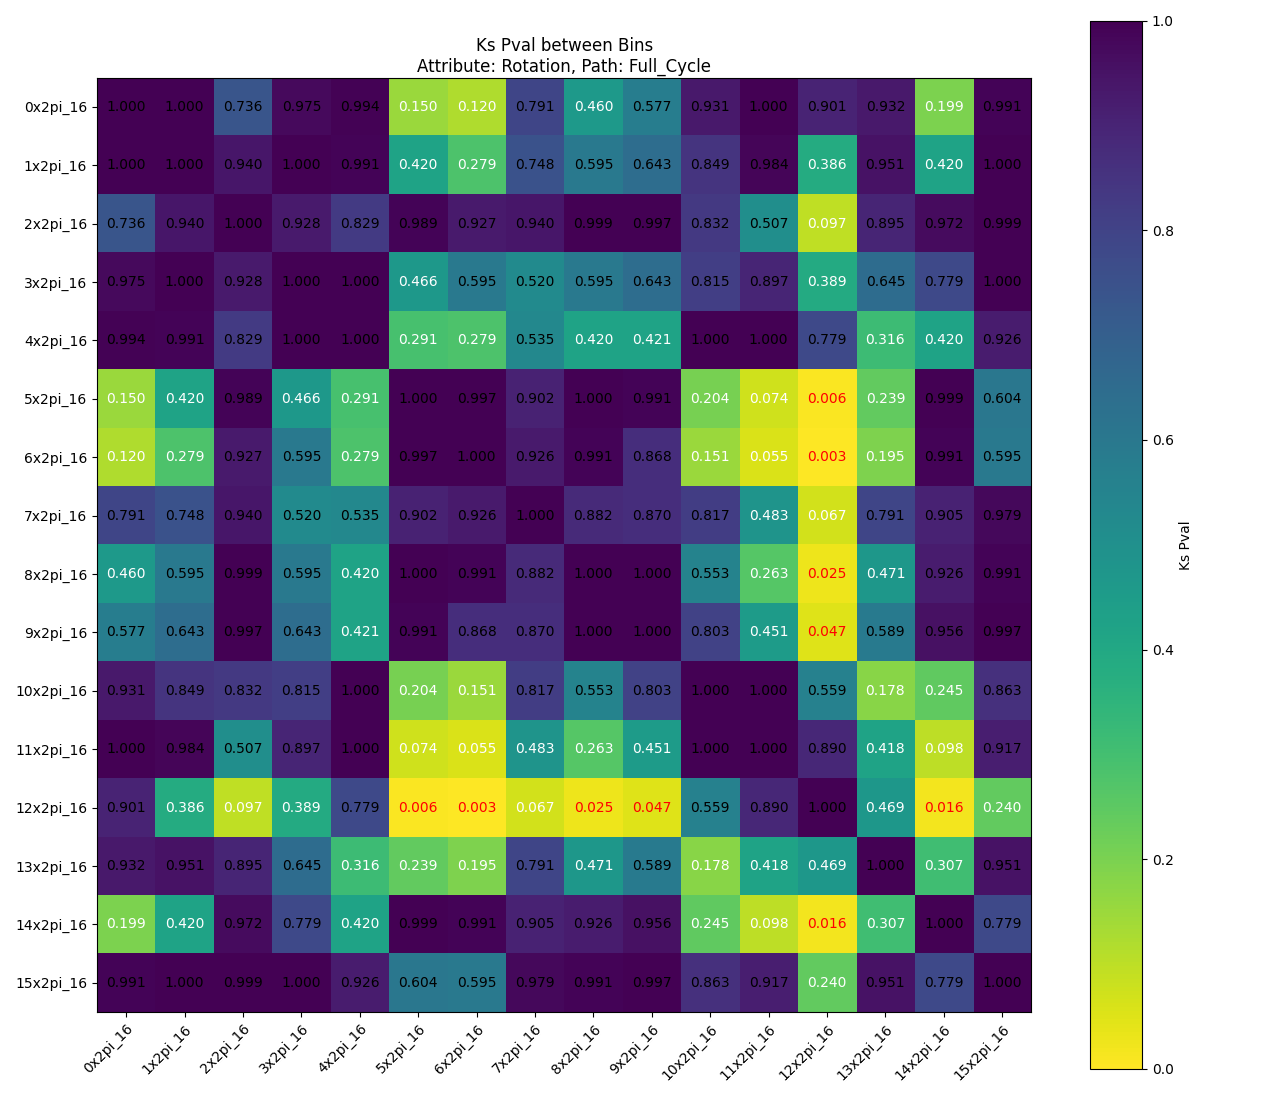 Ks Pval between Bins
Attribute: Rotation, Path: Full_Cycle
0x2pi_16 1.000 1.000 0.736 0.975 0.994 0.150 0.120 0.791 0.460 0.577 0.931 1.000 0.901 0.932 0.199 0.991
1x2pi_16 1.000 1.000 0.940 1.000 0.991 0.420 0.279 0.748 0.595 0.643 0.849 0.984 0.386 0.951 0.420 1.000
2x2pi_16 0.736 0.940 1.000 0.928 0.829 0.989 0.927 0.940 0.999 0.997 0.832 0.507 0.097 0.895 0.972 0.999
3x2pi_16 0.975 1.000 0.928 1.000 1.000 0.466 0.595 0.520 0.595 0.643 0.815 0.897 0.389 0.645 0.779 1.000
4x2pi_16 0.994 0.991 0.829 1.000 1.000 0.291 0.279 0.535 0.420 0.421 1.000 1.000 0.779 0.316 0.420 0.926
5x2pi_16 0.150 0.420 0.989 0.466 0.291 1.000 0.997 0.902 1.000 0.991 0.204 0.074 0.006 0.239 0.999 0.604
6x2pi_16 0.120 0.279 0.927 0.595 0.279 0.997 1.000 0.926 0.991 0.868 0.151 0.055 0.003 0.195 0.991 0.595
7x2pi_16 0.791 0.748 0.940 0.520 0.535 0.902 0.926 1.000 0.882 0.870 0.817 0.483 0.067 0.791 0.905 0.979
8x2pi_16 0.460 0.595 0.999 0.595 0.420 1.000 0.991 0.882 1.000 1.000 0.553 0.263 0.025 0.471 0.926 0.991
9x2pi_16 0.577 0.643 0.997 0.643 0.421 0.991 0.868 0.870 1.000 1.000 0.803 0.451 0.047 0.589 0.956 0.997
10x2pi_16 0.931 0.849 0.832 0.815 1.000 0.204 0.151 0.817 0.553 0.803 1.000 1.000 0.559 0.178 0.245 0.863
11x2pi_16 1.000 0.984 0.507 0.897 1.000 0.074 0.055 0.483 0.263 0.451 1.000 1.000 0.890 0.418 0.098 0.917
12x2pi_16 0.901 0.386 0.097 0.389 0.779 0.006 0.003 0.067 0.025 0.047 0.559 0.890 1.000 0.469 0.016 0.240
13x2pi_16 0.932 0.951 0.895 0.645 0.316 0.239 0.195 0.791 0.471 0.589 0.178 0.418 0.469 1.000 0.307 0.951
14x2pi_16 0.199 0.420 0.972 0.779 0.420 0.999 0.991 0.905 0.926 0.956 0.245 0.098 0.016 0.307 1.000 0.779
15x2pi_16 0.991 1.000 0.999 1.000 0.926 0.604 0.595 0.979 0.991 0.997 0.863 0.917 0.240 0.951 0.779 1.000
0x2pi_16 1x2pi_16 2x2pi_16 3x2pi_16 4x2pi_16 5x2pi_16 6x2pi_16 7x2pi_16 8x2pi_16 9x2pi_16 10x2pi_16 11x2pi_16 12x2pi_16 13x2pi_16 14x2pi_16 15x2pi_16
1.0
0.8
0.6
0.4
0.2
0.0
Ks Pval